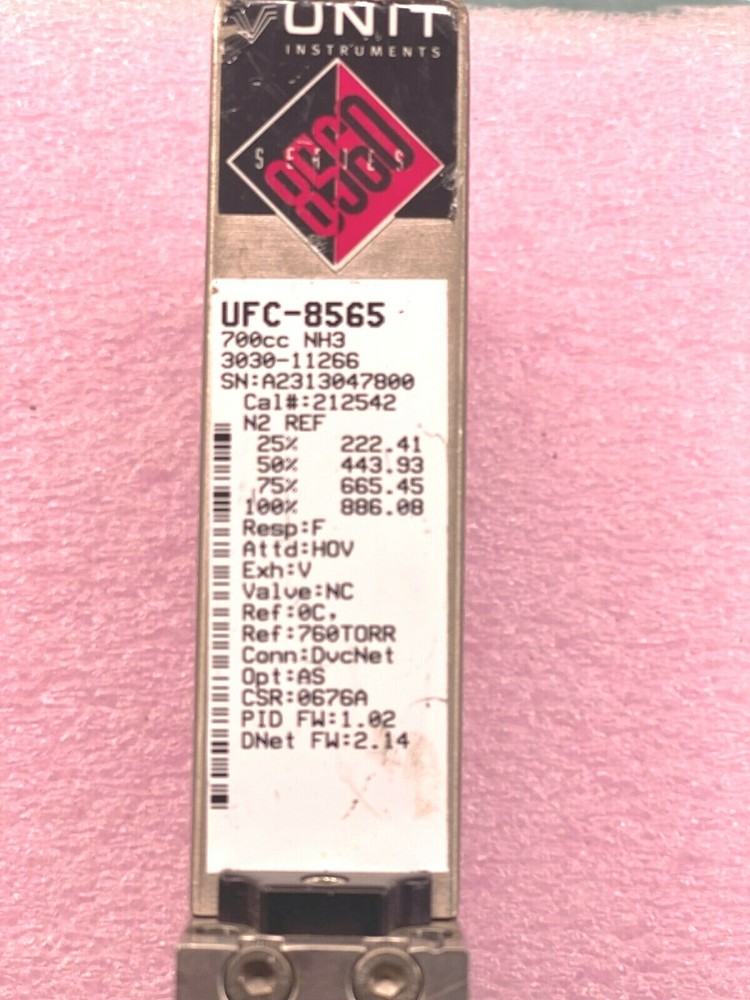 UNIT
INSTRUMENTS
8560
SERIES
UFC-8565
700cc NH3
3030-11266
SN:A2313047800
Cal#:212542
N2 REF
25% 222.41
50% 443.93
75% 665.45
100% 886.08
Resp:F
Attd:HOV
Exh:V
Valve:NC
Ref:0C,
Ref:760TORR
Conn:DvcNet
Opt:AS
CSR:0676A
PID FW:1.02
DNet FW:2.14